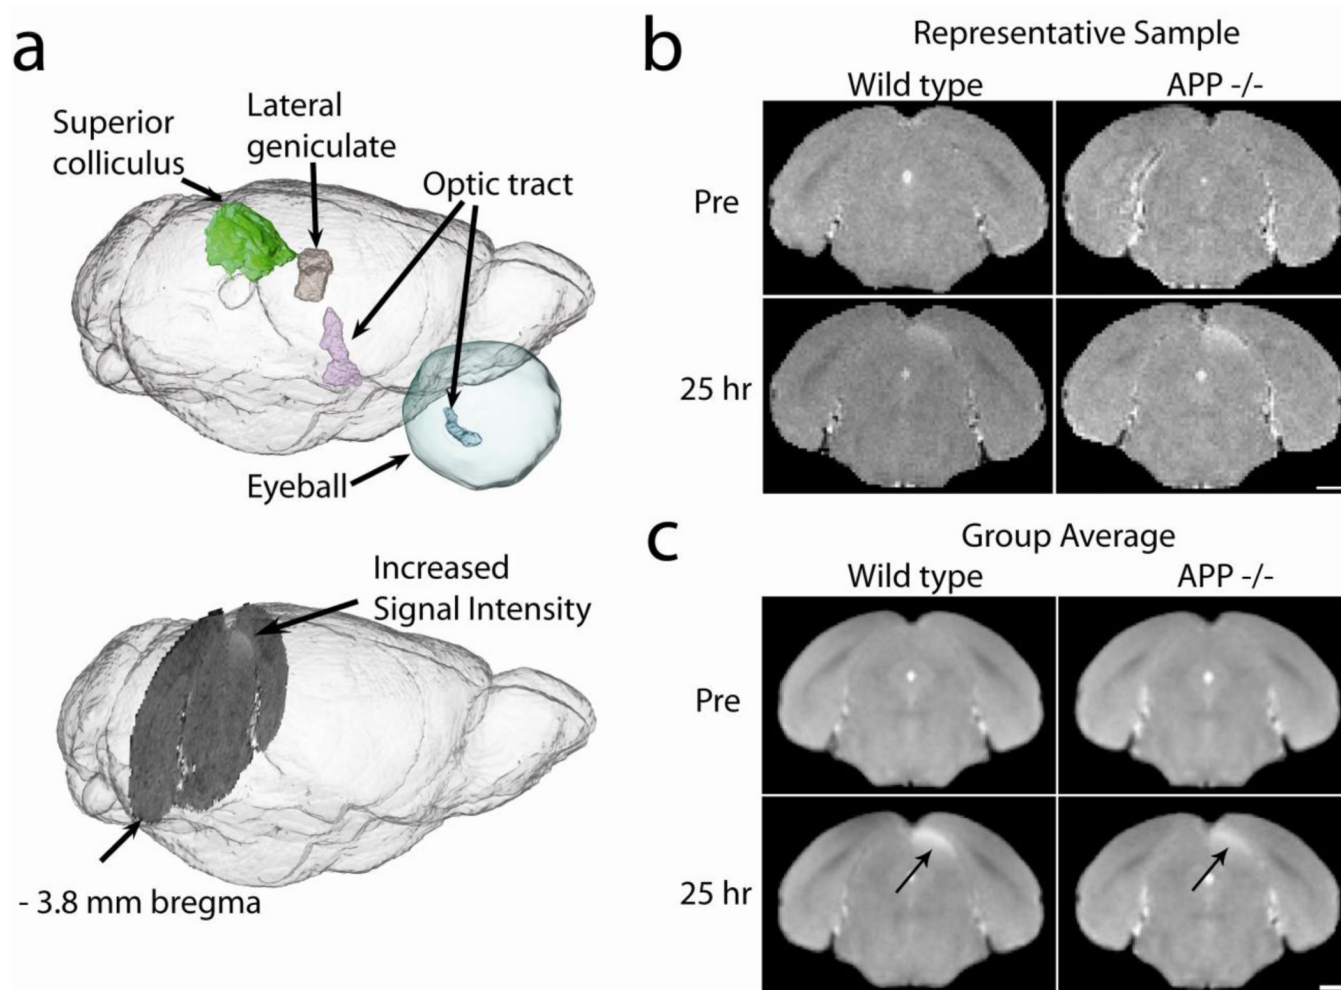 a
Superior
colliculus
Lateral
geniculate
Optic tract
Eyeball
Increased
Signal Intensity
- 3.8 mm bregma
b
Representative Sample
Wild type
APP -/-
Pre
25 hr
c
Group Average
Wild type
APP -/-
Pre
25 hr